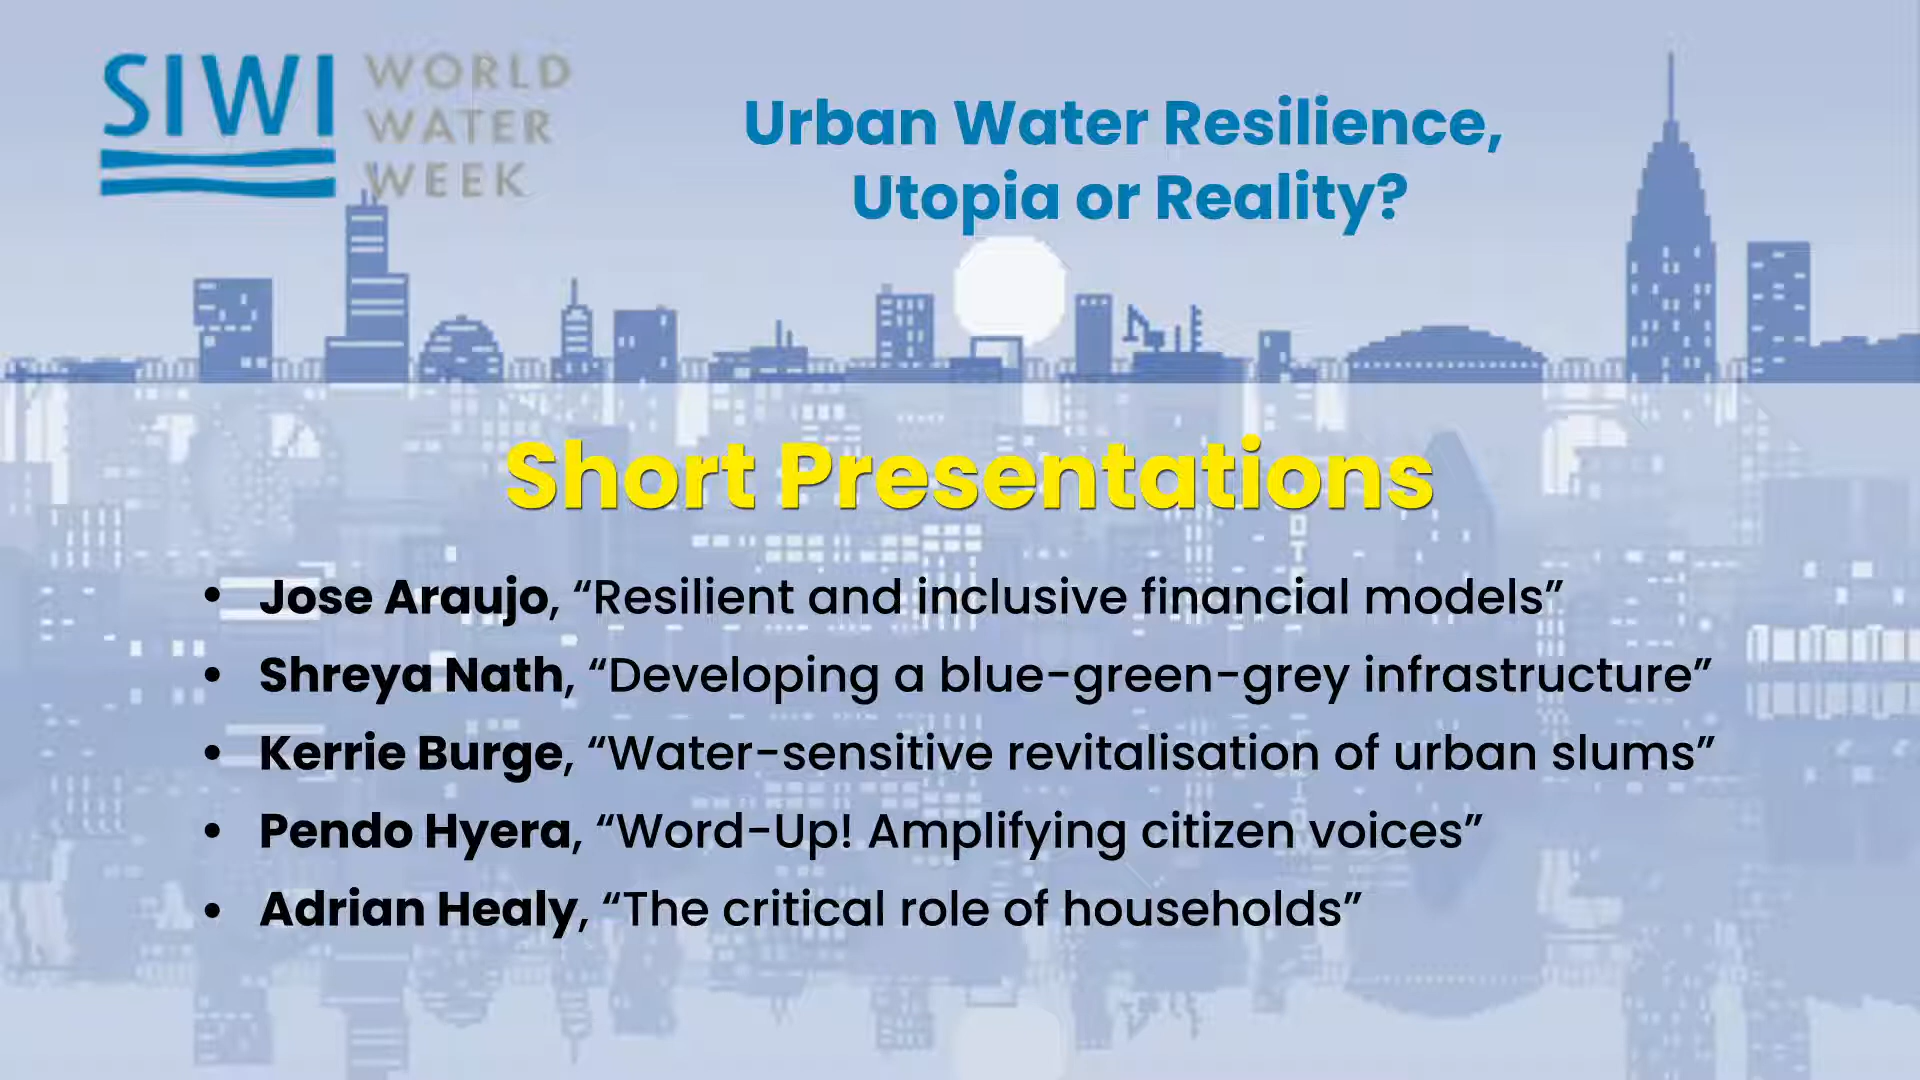 SIWI
WORLD
WATER
WEEK
Urban Water Resilience,
Utopia or Reality?
Short Presentations
• Jose Araujo, “Resilient and inclusive financial models”
• Shreya Nath, “Developing a blue-green-grey infrastructure”
• Kerrie Burge, “Water-sensitive revitalisation of urban slums”
• Pendo Hyera, “Word-Up! Amplifying citizen voices”
• Adrian Healy, “The critical role of households”